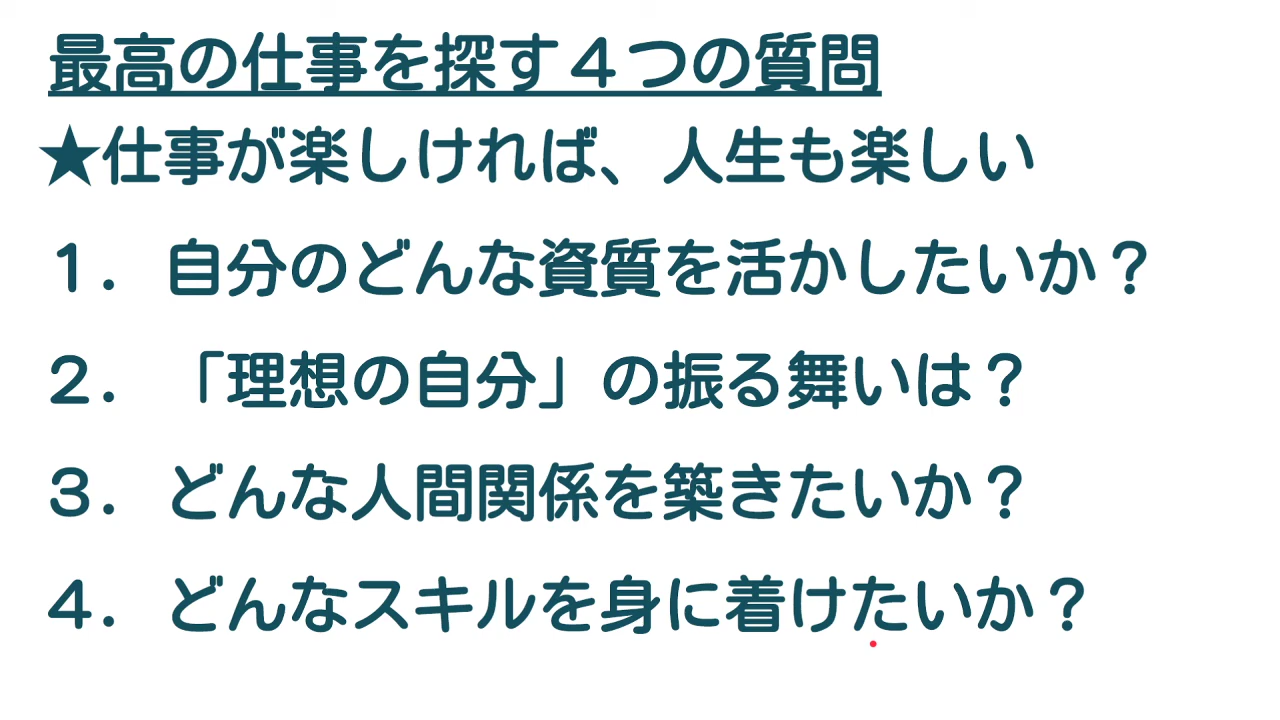 最高の仕事を探す４つの質問
★仕事が楽しければ、人生も楽しい
１．自分のどんな資質を活かしたいか？
２．「理想の自分」の振る舞いは？
３．どんな人間関係を築きたいか？
４．どんなスキルを身に着けたいか？